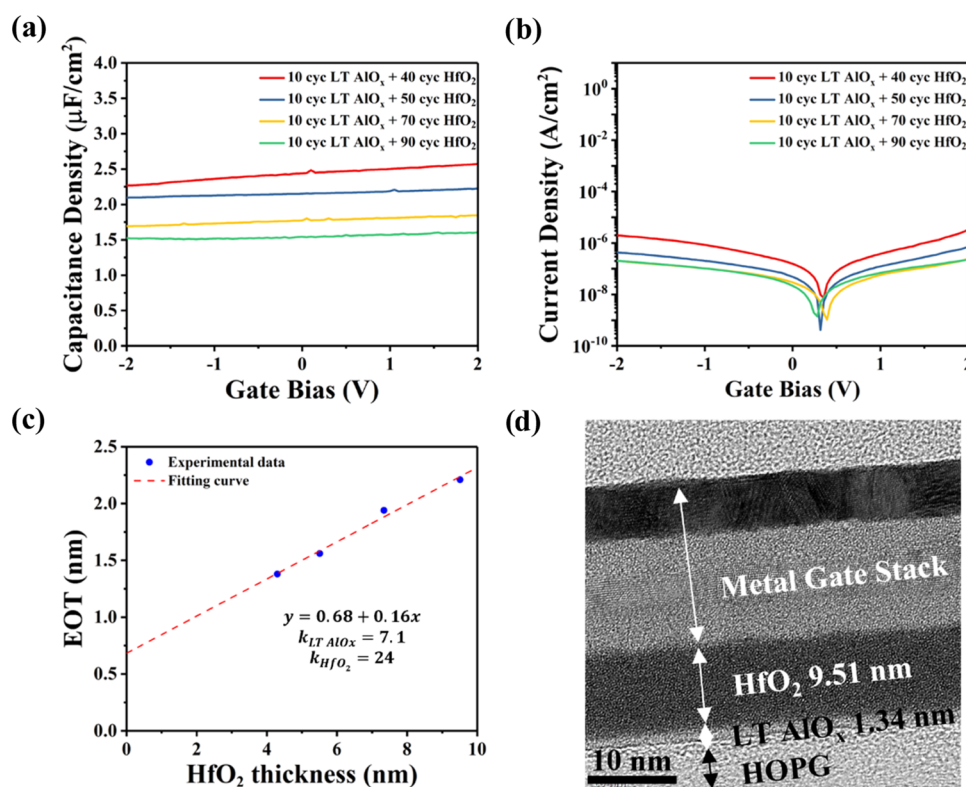 (a)
4.0
3.5
3.0
2.5
2.0
1.5
1.0
0.5
0.0
Capacitance Density (μF/cm²)
10 cyc LT AlOₓ + 40 cyc HfO₂
10 cyc LT AlOₓ + 50 cyc HfO₂
10 cyc LT AlOₓ + 70 cyc HfO₂
10 cyc LT AlOₓ + 90 cyc HfO₂
-2 -1 0 1 2
Gate Bias (V)
(b)
10⁰
10⁻²
10⁻⁴
10⁻⁶
10⁻⁸
10⁻¹⁰
Current Density (A/cm²)
10 cyc LT AlOₓ + 40 cyc HfO₂
10 cyc LT AlOₓ + 50 cyc HfO₂
10 cyc LT AlOₓ + 70 cyc HfO₂
10 cyc LT AlOₓ + 90 cyc HfO₂
-2 -1 0 1 2
Gate Bias (V)
(c)
2.5
2.0
1.5
1.0
0.5
0.0
EOT (nm)
Experimental data
Fitting curve
y = 0.68 + 0.16x
k_LT AlOx = 7.1
k_HfO₂ = 24
0 2 4 6 8 10
HfO₂ thickness (nm)
(d)
Metal Gate Stack
HfO₂ 9.51 nm
LT AlOₓ 1.34 nm
HOPG
10 nm